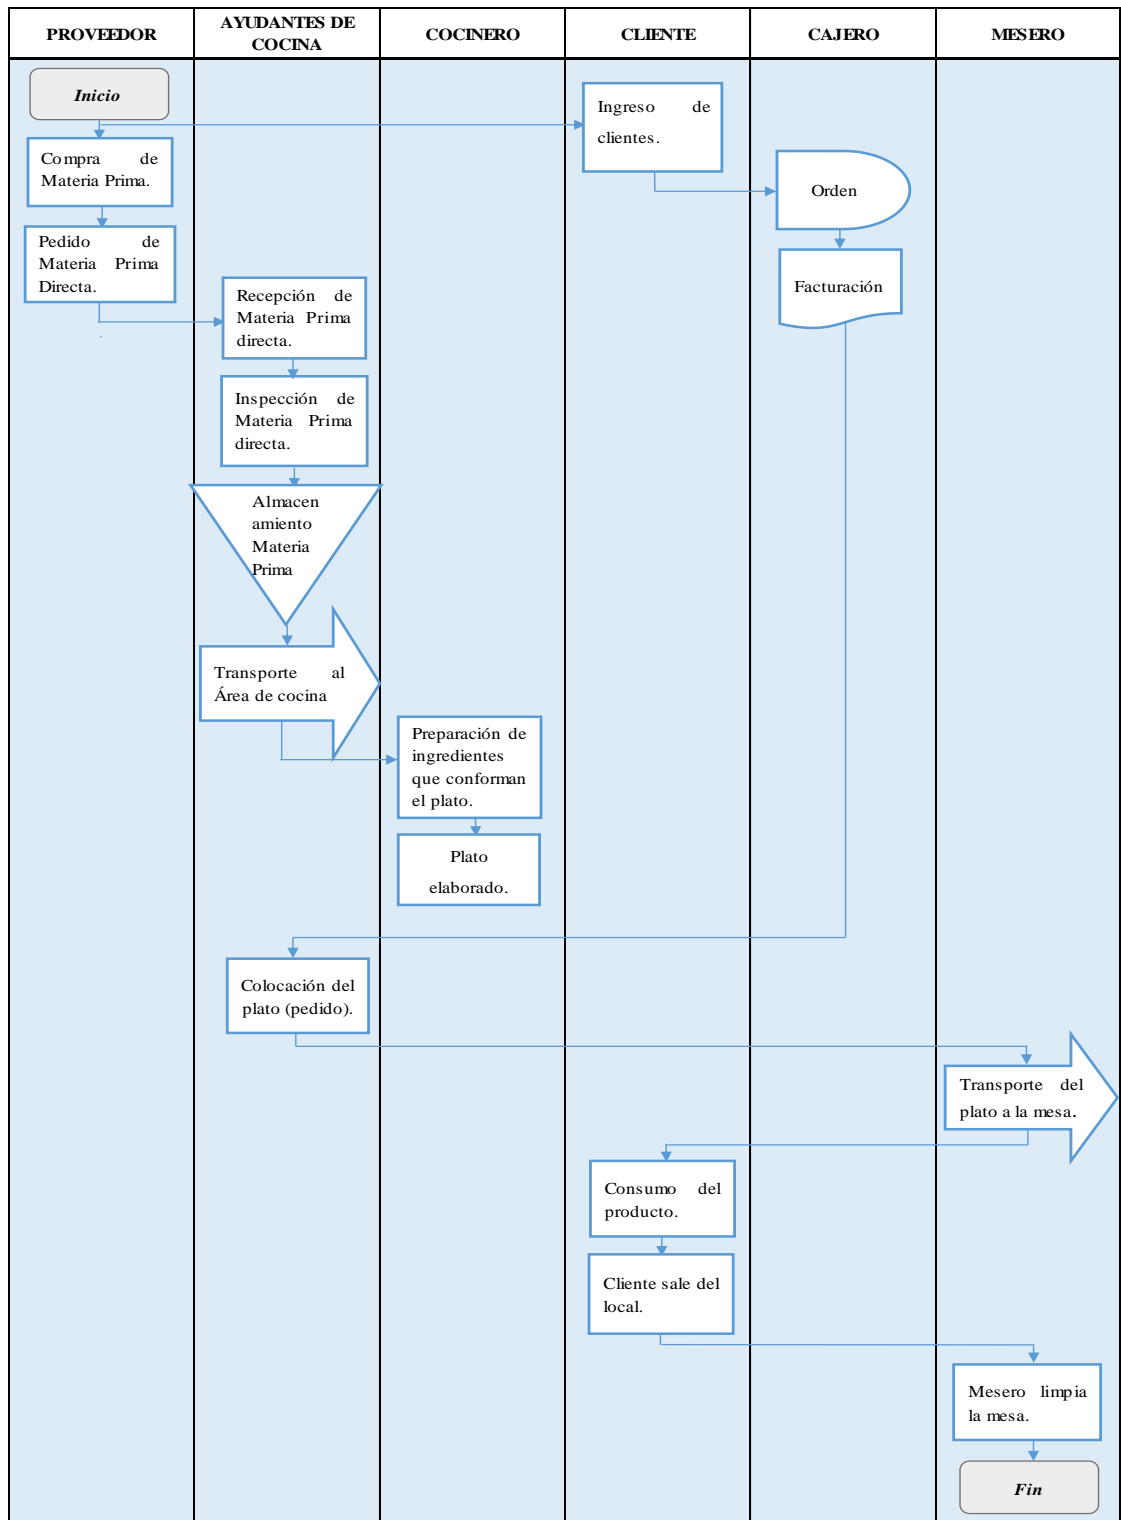 PROVEEDOR
AYUDANTES DE
COCINA
COCINERO
CLIENTE
CAJERO
MESERO
Inicio
Ingreso de
clientes.
Compra de
Materia Prima.
Orden
Pedido de
Materia Prima
Directa.
Facturación
Recepción de
Materia Prima
directa.
Inspección de
Materia Prima
directa.
Almacen
amiento
Materia
Prima
Transporte al
Área de cocina
Preparación de
ingredientes
que conforman
el plato.
Plato
elaborado.
Colocación del
plato (pedido).
Transporte del
plato a la mesa.
Consumo del
producto.
Cliente sale del
local.
Mesero limpia
la mesa.
Fin